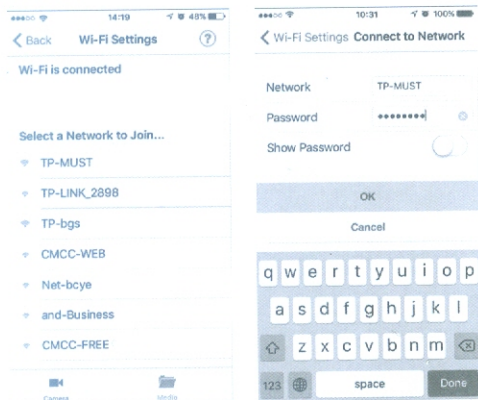 14:19
48%
Back
Wi-Fi Settings
?
Wi-Fi is connected
Select a Network to Join...
TP-MUST
TP-LINK_2898
TP-bgs
CMCC-WEB
Net-bcye
and-Business
CMCC-FREE
Camera
Media
10:31
100%
Wi-Fi Settings
Connect to Network
Network
TP-MUST
Password
••••••••
Show Password
OK
Cancel
q w e r t y u i o p
a s d f g h j k l
z x c v b n m
123
space
Done